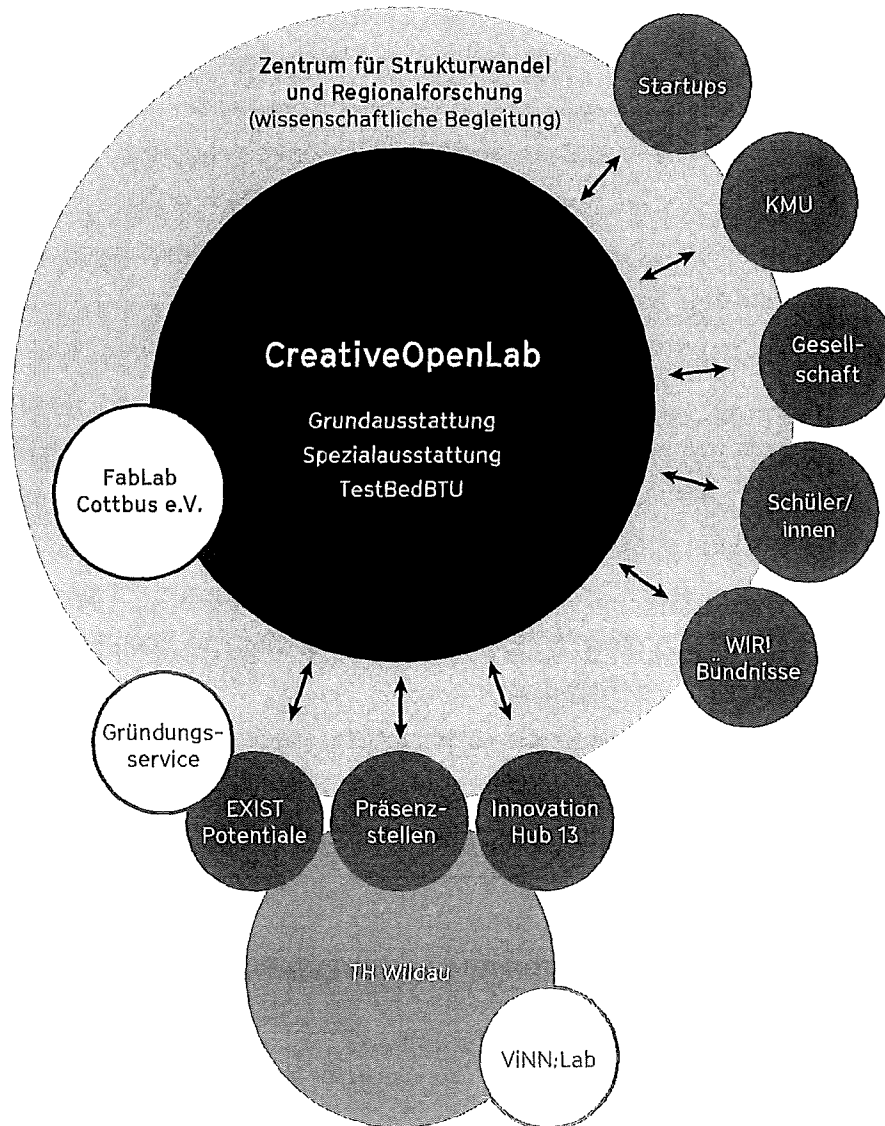 Zentrum für Strukturwandel
und Regionalforschung
(wissenschaftliche Begleitung)
Startups
KMU
CreativeOpenLab
Grundausstattung
Spezialausstattung
TestBedBTU
Gesell-
schaft
FabLab
Cottbus e.V.
Schüler/
innen
WIR!
Bündnisse
Gründungs-
service
EXIST
Potentiale
Präsenz-
stellen
Innovation
Hub 13
TH Wildau
ViNN:Lab